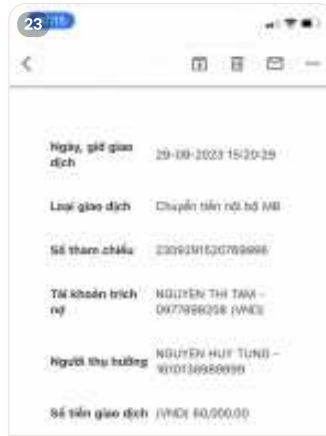 23
Ngày, giờ giao dịch
29-09-2023 15:20:29
Loại giao dịch
Chuyển tiền nội bộ MB
Số tham chiếu
Tài khoản trích nợ
NGUYEN THI TAM -
(VND)
Người thụ hưởng
NGUYEN HUY TUNG -
Số tiền giao dịch
(VND) 60,000.00